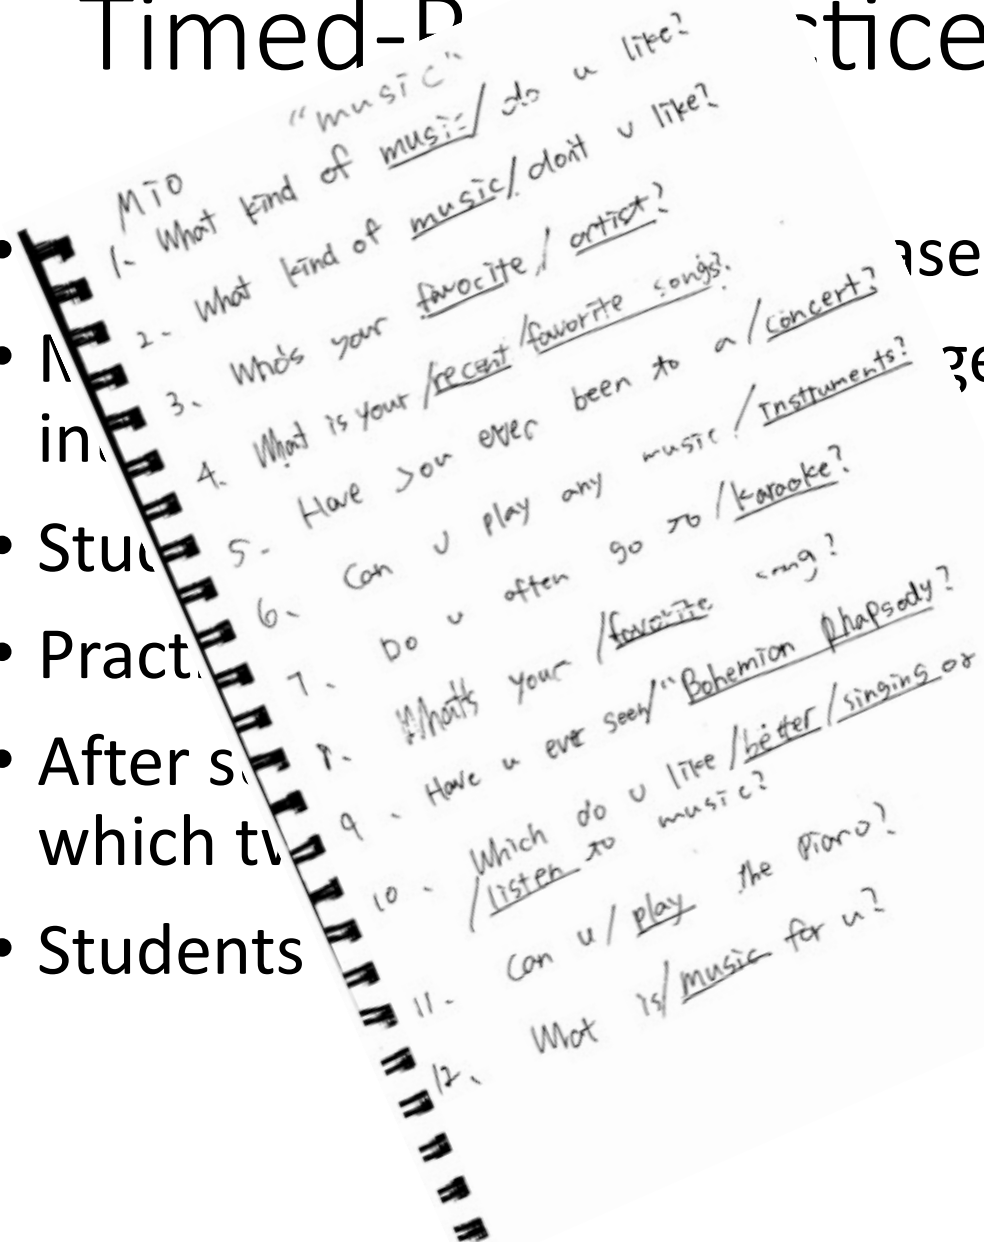 Timed- tice
"music"
MIO
1. What kind of music / do u like?
2. What kind of music / don't u like?
3. Who's your favorite / artist?
4. What is your / recent / favorite songs?
5. Have you ever been to a / concert?
6. Can u play any music / instruments?
7. Do u often go to / karaoke?
8. What's your / favorite song?
9. Have u ever seen / "Bohemian Rhapsody?
10. Which do u like / better / singing or
/ listen to music?
11. Can u / play the piano?
12. What is / music for u?
ase
ge
in
Stud
Pract
After s
which tw
Students